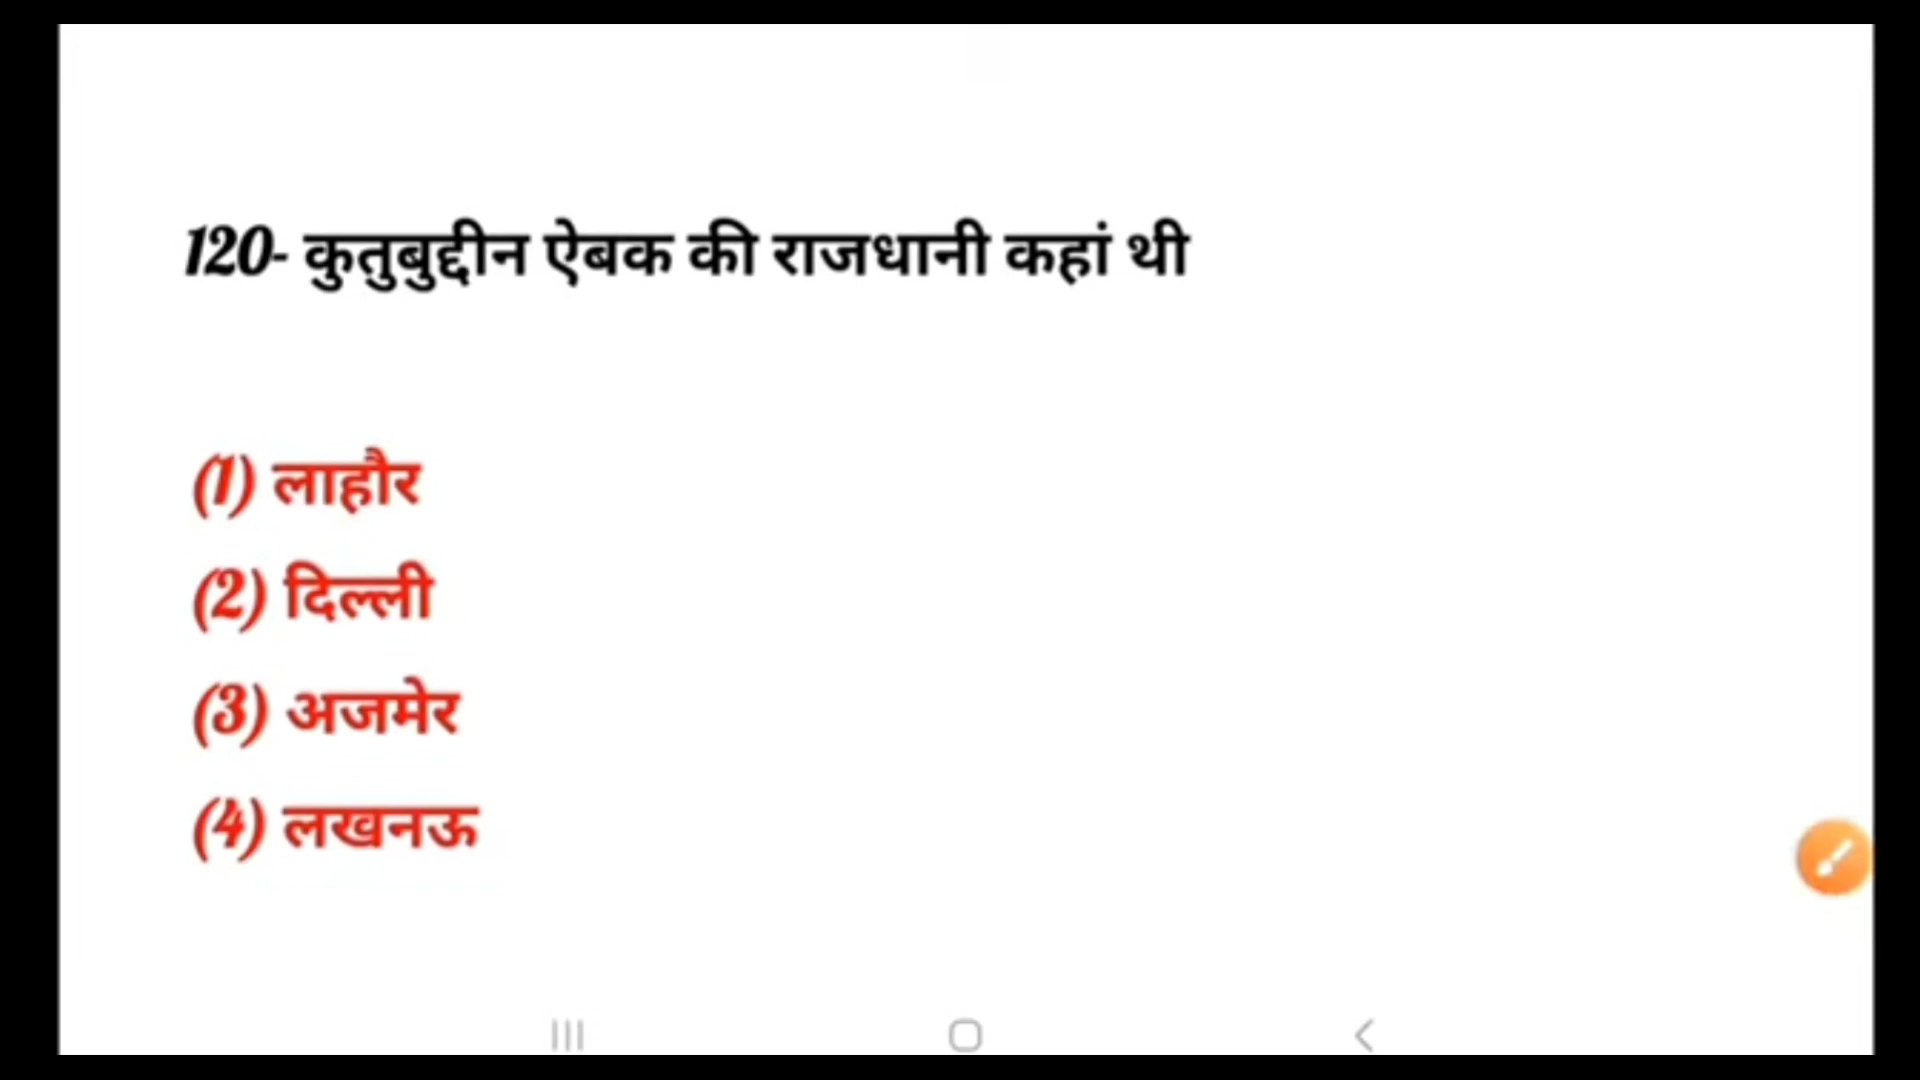 120- कुतुबुद्दीन ऐबक की राजधानी कहां थी
(1) लाहौर
(2) दिल्ली
(3) अजमेर
(4) लखनऊ